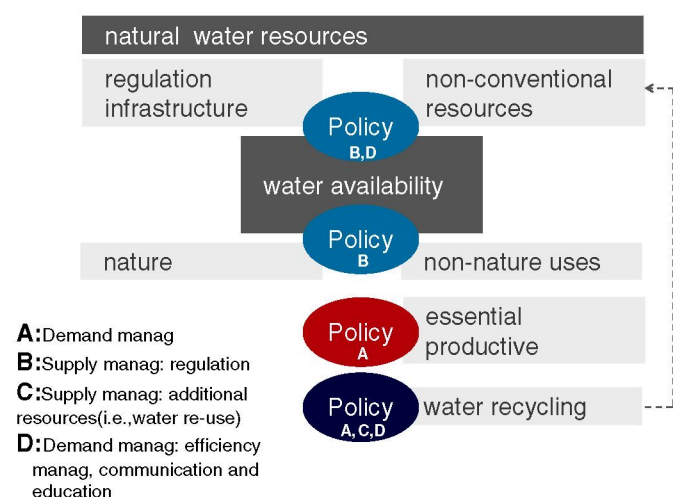 natural water resources
regulation
infrastructure
non-conventional
resources
Policy
B,D
water availability
Policy
B
nature
non-nature uses
Policy
A
essential
productive
Policy
A,C,D
water recycling
A:Demand manag
B:Supply manag: regulation
C:Supply manag: additional
resources(i.e.,water re-use)
D:Demand manag: efficiency
manag, communication and
education